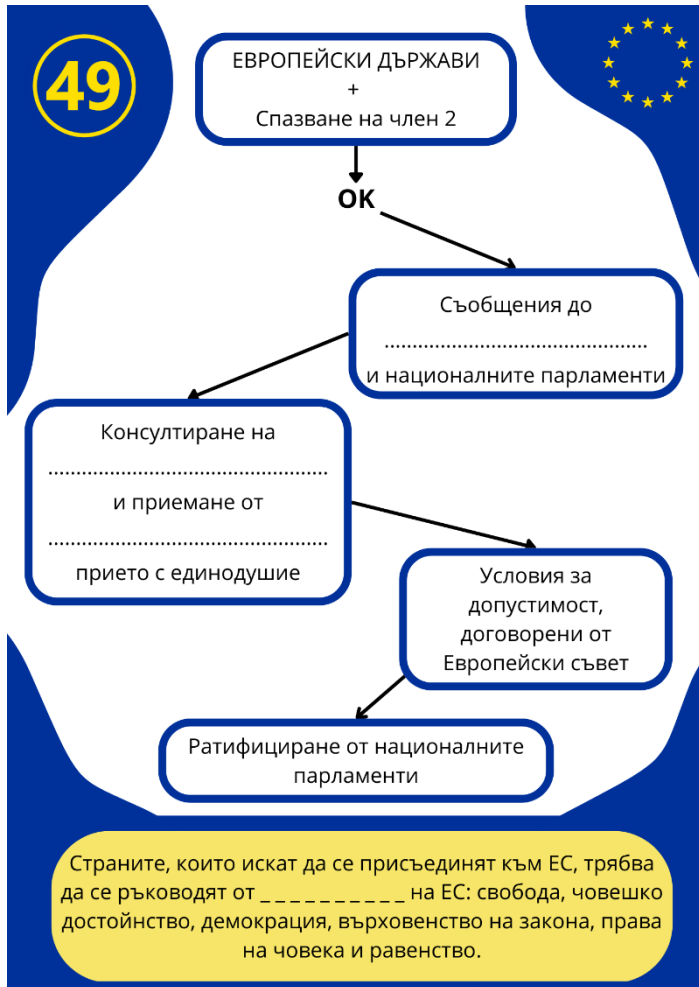 49
ЕВРОПЕЙСКИ ДЪРЖАВИ
+
Спазване на член 2
OK
Съобщения до
................................................
и националните парламенти
Консултиране на
...................................................
и приемане от
...................................................
прието с единодушие
Условия за
допустимост,
договорени от
Европейски съвет
Ратифициране от националните
парламенти
Страните, които искат да се присъединят към ЕС, трябва
да се ръководят от _ _ _ _ _ _ _ _ _ _ на ЕС: свобода, човешко
достойнство, демокрация, върховенство на закона, права
на човека и равенство.